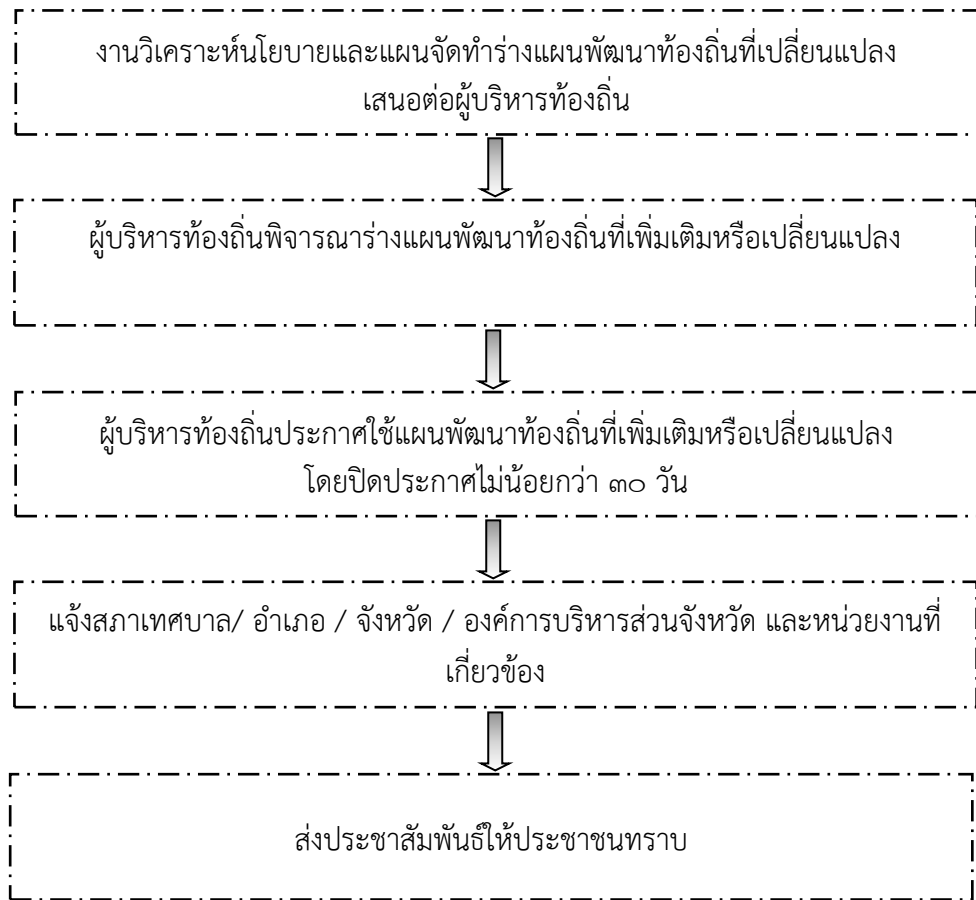 งานวิเคราะห์นโยบายและแผนจัดทำร่างแผนพัฒนาท้องถิ่นที่เปลี่ยนแปลง
เสนอต่อผู้บริหารท้องถิ่น
ผู้บริหารท้องถิ่นพิจารณาร่างแผนพัฒนาท้องถิ่นที่เพิ่มเติมหรือเปลี่ยนแปลง
ผู้บริหารท้องถิ่นประกาศใช้แผนพัฒนาท้องถิ่นที่เพิ่มเติมหรือเปลี่ยนแปลง
โดยปิดประกาศไม่น้อยกว่า ๓๐ วัน
แจ้งสภาเทศบาล/ อำเภอ / จังหวัด / องค์การบริหารส่วนจังหวัด และหน่วยงานที่
เกี่ยวข้อง
ส่งประชาสัมพันธ์ให้ประชาชนทราบ